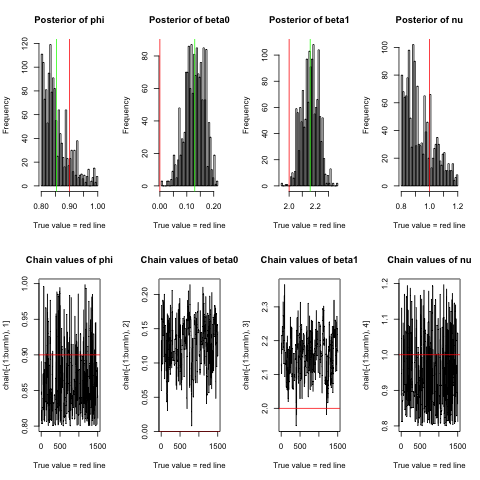 Posterior of phi
Posterior of beta0
Posterior of beta1
Posterior of nu
Frequency
0 20 40 60 80 100 120
0.80 0.90 1.00
True value = red line
Frequency
0 20 40 60 80
0.00 0.10 0.20
True value = red line
Frequency
0 20 40 60 80 100
2.0 2.2
True value = red line
Frequency
0 20 40 60 80 100
0.8 1.0 1.2
True value = red line
Chain values of phi
Chain values of beta0
Chain values of beta1
Chain values of nu
chain[-(1:burnIn), 1]
0.80 0.85 0.90 0.95 1.00
0 500 1500
True value = red line
chain[-(1:burnIn), 2]
0.00 0.05 0.10 0.15 0.20
0 500 1500
True value = red line
chain[-(1:burnIn), 3]
2.0 2.1 2.2 2.3
0 500 1500
True value = red line
chain[-(1:burnIn), 4]
0.8 0.9 1.0 1.1 1.2
0 500 1500
True value = red line